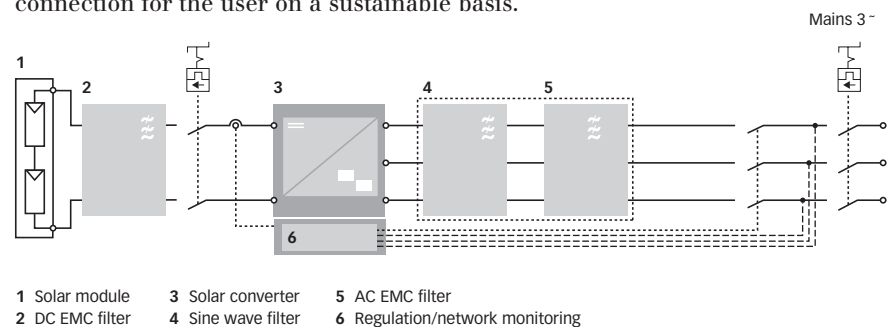 connection for the user on a sustainable basis.
Mains 3 ~
1
2
3
4
5
6
1 Solar module
3 Solar converter
5 AC EMC filter
2 DC EMC filter
4 Sine wave filter
6 Regulation/network monitoring